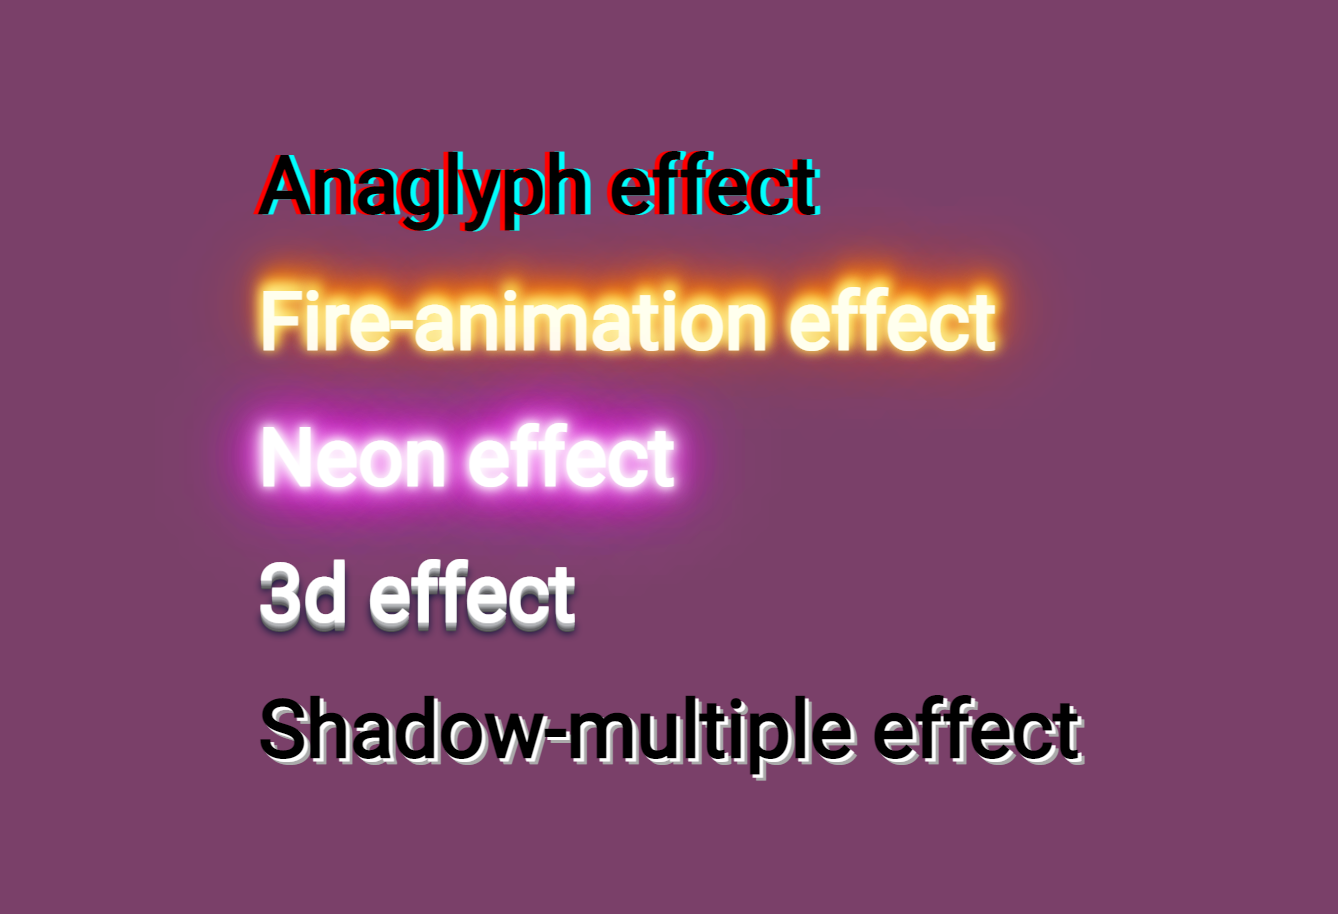 Anaglyph effect
Fire-animation effect
Neon effect
3d effect
Shadow-multiple effect